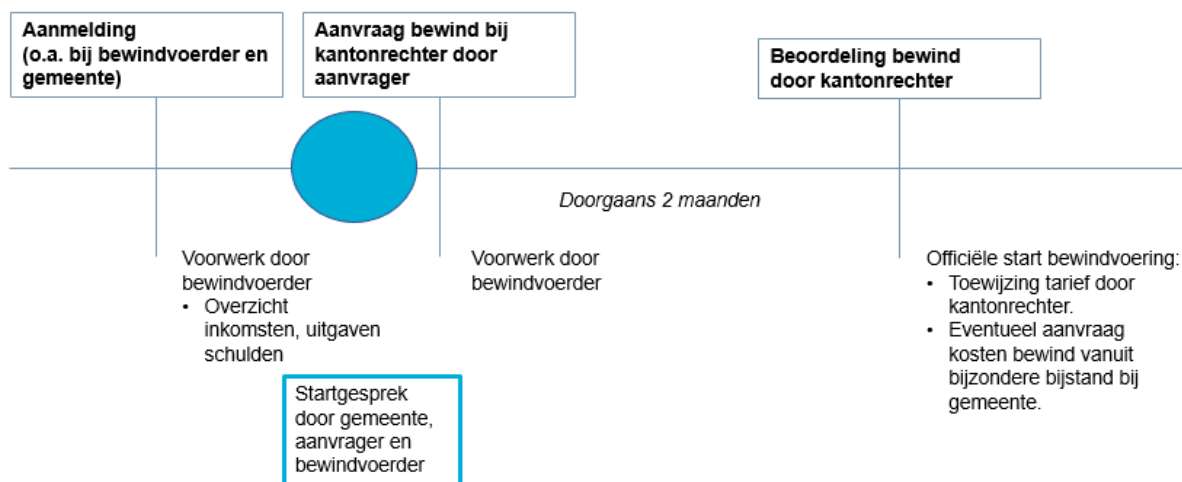 Aanmelding
(o.a. bij bewindvoerder en
gemeente)
Aanvraag bewind bij
kantonrechter door
aanvrager
Beoordeling bewind
door kantonrechter
Doorgaans 2 maanden
Voorwerk door
bewindvoerder
• Overzicht
inkomsten, uitgaven
schulden
Startgesprek
door gemeente,
aanvrager en
bewindvoerder
Voorwerk door
bewindvoerder
Officiële start bewindvoering:
• Toewijzing tarief door
kantonrechter.
• Eventueel aanvraag
kosten bewind vanuit
bijzondere bijstand bij
gemeente.